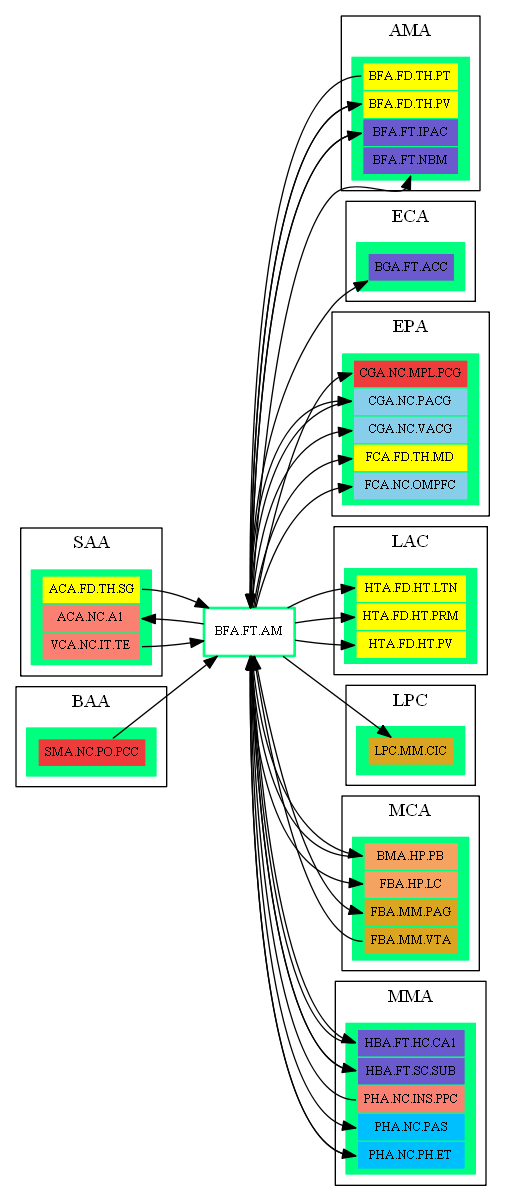 AMA
BFA.FD.TH.PT
BFA.FD.TH.PV
BFA.FT.IPAC
BFA.FT.NBM
ECA
BGA.FT.ACC
EPA
CGA.NC.MPL.PCG
CGA.NC.PACG
CGA.NC.VACG
FCA.FD.TH.MD
FCA.NC.OMPFC
SAA
ACA.FD.TH.SG
ACA.NC.A1
VCA.NC.IT.TE
BFA.FT.AM
LAC
HTA.FD.HT.LTN
HTA.FD.HT.PRM
HTA.FD.HT.PV
BAA
SMA.NC.PO.PCC
LPC
LPC.MM.CIC
MCA
BMA.HP.PB
FBA.HP.LC
FBA.MM.PAG
FBA.MM.VTA
MMA
HBA.FT.HC.CA1
HBA.FT.SC.SUB
PHA.NC.INS.PPC
PHA.NC.PAS
PHA.NC.PH.ET